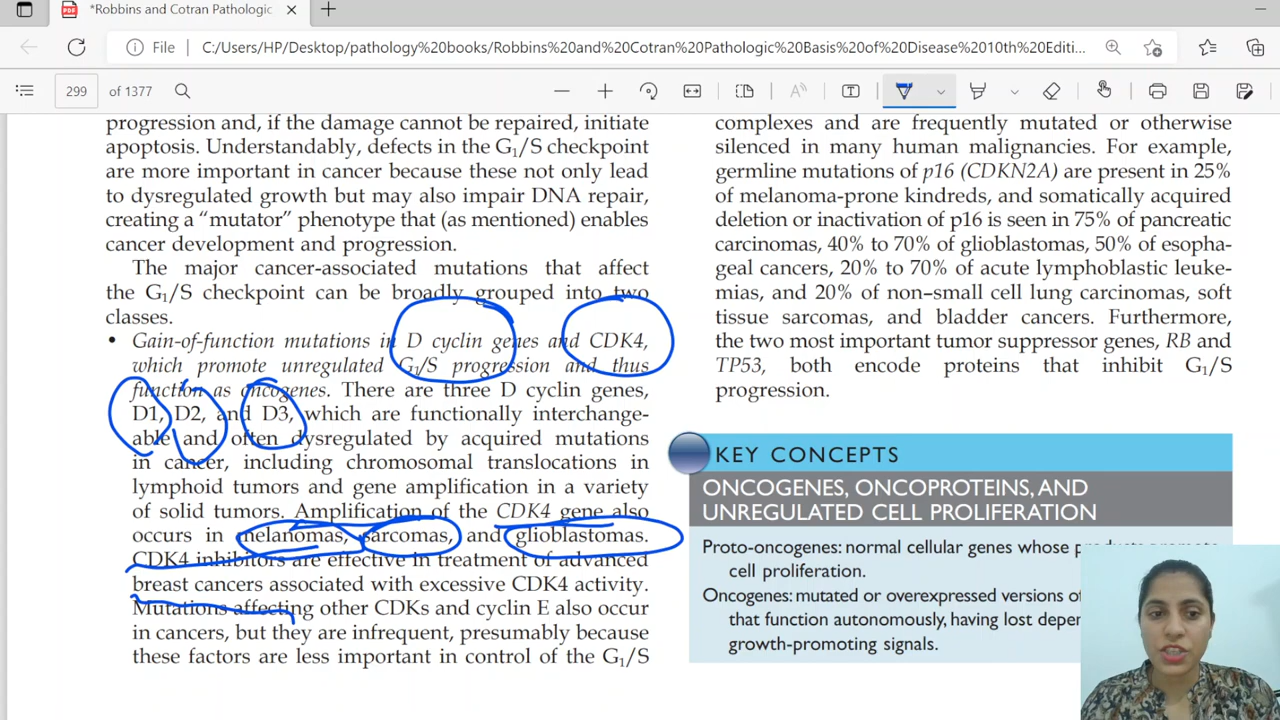 *Robbins and Cotran Pathologic
File
C:/Users/HP/Desktop/pathology%20books/Robbins%20and%20Cotran%20Pathologic%20Basis%20of%20Disease%2010th%20Editi...
299 of 1377
progression and, if the damage cannot be repaired, initiate
apoptosis. Understandably, defects in the G1/S checkpoint
are more important in cancer because these not only lead
to dysregulated growth but may also impair DNA repair,
creating a “mutator” phenotype that (as mentioned) enables
cancer development and progression.
The major cancer-associated mutations that affect
the G1/S checkpoint can be broadly grouped into two
classes.
• Gain-of-function mutations in D cyclin genes and CDK4,
which promote unregulated G1/S progression and thus
function as oncogenes. There are three D cyclin genes,
D1, D2, and D3, which are functionally interchange-
able and often dysregulated by acquired mutations
in cancer, including chromosomal translocations in
lymphoid tumors and gene amplification in a variety
of solid tumors. Amplification of the CDK4 gene also
occurs in melanomas, sarcomas, and glioblastomas.
CDK4 inhibitors are effective in treatment of advanced
breast cancers associated with excessive CDK4 activity.
Mutations affecting other CDKs and cyclin E also occur
in cancers, but they are infrequent, presumably because
these factors are less important in control of the G1/S
complexes and are frequently mutated or otherwise
silenced in many human malignancies. For example,
germline mutations of p16 (CDKN2A) are present in 25%
of melanoma-prone kindreds, and somatically acquired
deletion or inactivation of p16 is seen in 75% of pancreatic
carcinomas, 40% to 70% of glioblastomas, 50% of esopha-
geal cancers, 20% to 70% of acute lymphoblastic leuke-
mias, and 20% of non–small cell lung carcinomas, soft
tissue sarcomas, and bladder cancers. Furthermore,
the two most important tumor suppressor genes, RB and
TP53, both encode proteins that inhibit G1/S
progression.
KEY CONCEPTS
ONCOGENES, ONCOPROTEINS, AND
UNREGULATED CELL PROLIFERATION
Proto-oncogenes: normal cellular genes whose
cell proliferation.
Oncogenes: mutated or overexpressed versions of
that function autonomously, having lost
growth-promoting signals.